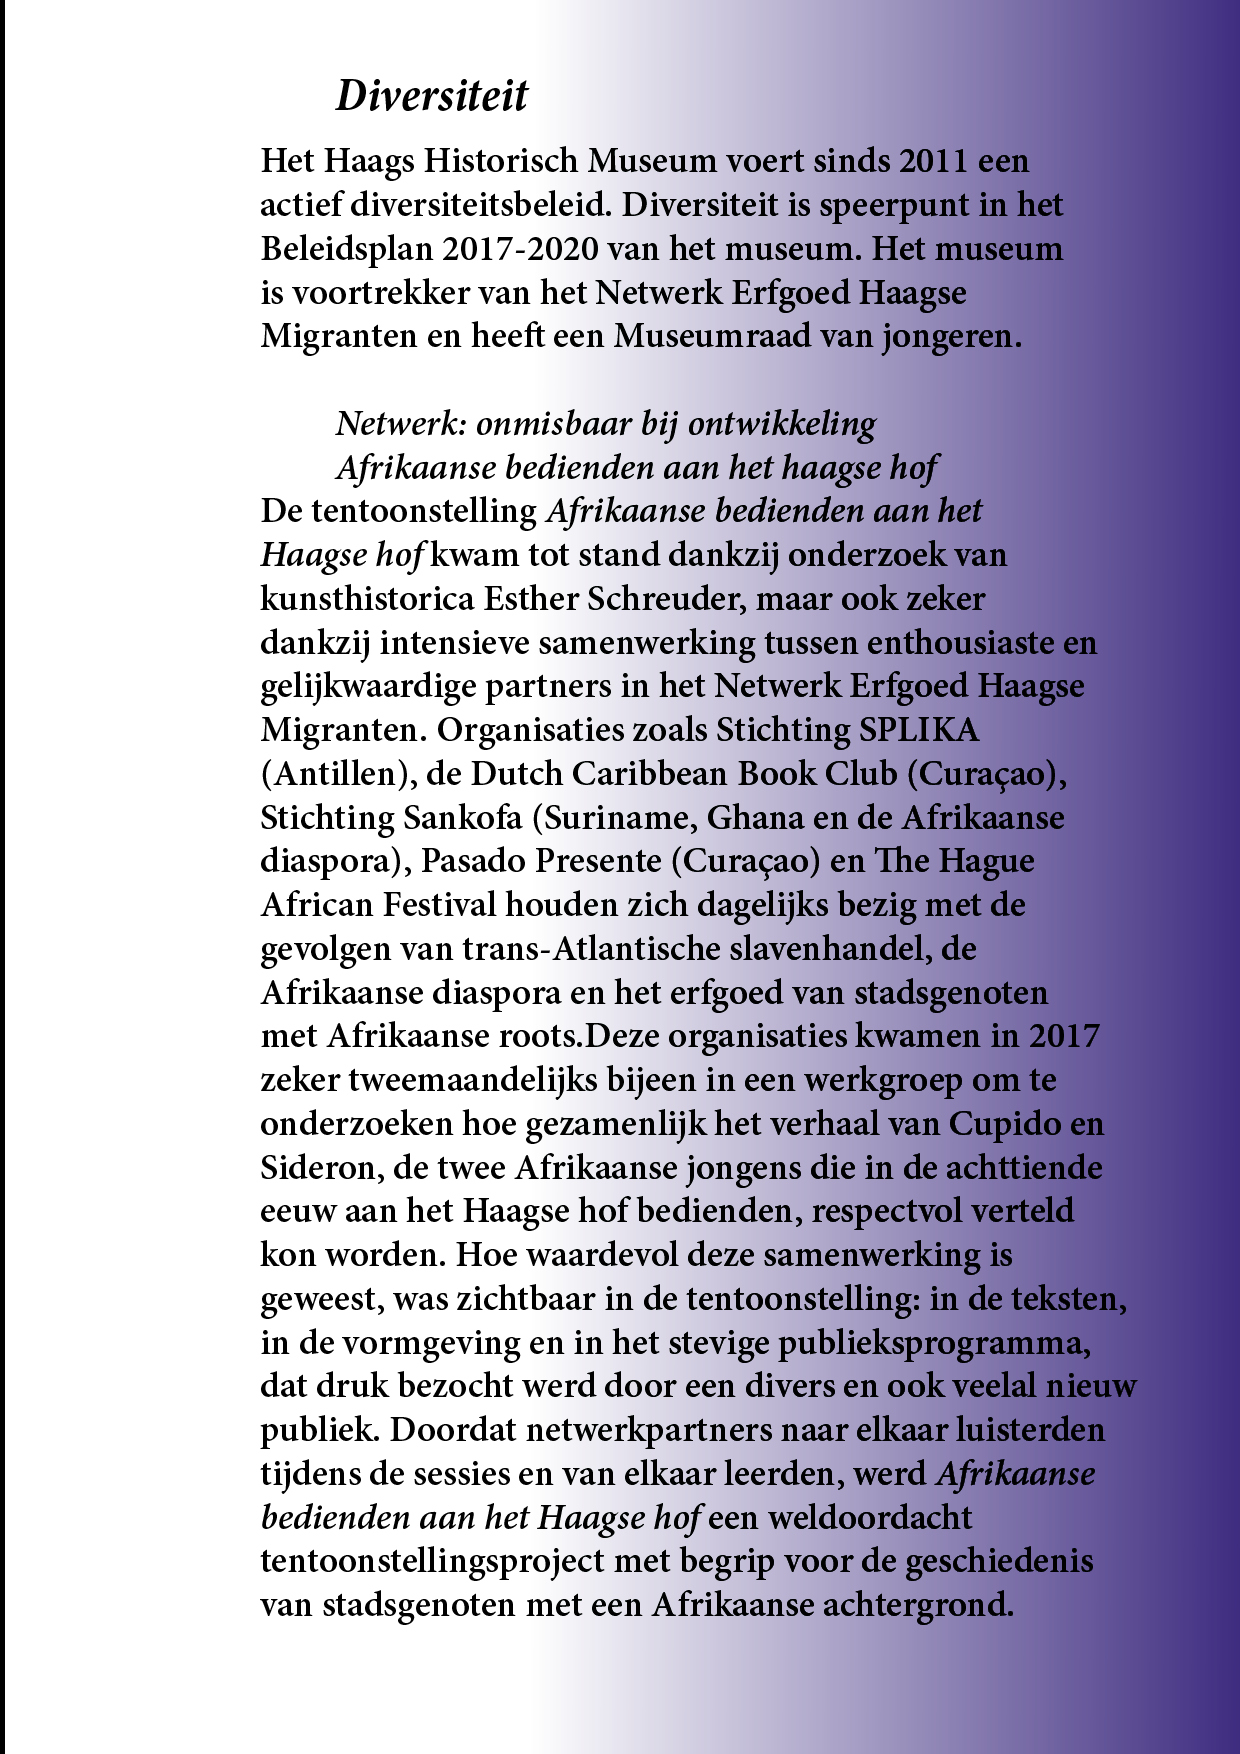 Diversiteit
Het Haags Historisch Museum voert sinds 2011 een
actief diversiteitsbeleid. Diversiteit is speerpunt in het
Beleidsplan 2017-2020 van het museum. Het museum
is voortrekker van het Netwerk Erfgoed Haagse
Migranten en heeft een Museumraad van jongeren.
Netwerk: onmisbaar bij ontwikkeling
Afrikaanse bedienden aan het haagse hof
De tentoonstelling Afrikaanse bedienden aan het
Haagse hof kwam tot stand dankzij onderzoek van
kunsthistorica Esther Schreuder, maar ook zeker
dankzij intensieve samenwerking tussen enthousiaste en
gelijkwaardige partners in het Netwerk Erfgoed Haagse
Migranten. Organisaties zoals Stichting SPLIKA
(Antillen), de Dutch Caribbean Book Club (Curaçao),
Stichting Sankofa (Suriname, Ghana en de Afrikaanse
diaspora), Pasado Presente (Curaçao) en The Hague
African Festival houden zich dagelijks bezig met de
gevolgen van trans-Atlantische slavenhandel, de
Afrikaanse diaspora en het erfgoed van stadsgenoten
met Afrikaanse roots.Deze organisaties kwamen in 2017
zeker tweemaandelijks bijeen in een werkgroep om te
onderzoeken hoe gezamenlijk het verhaal van Cupido en
Sideron, de twee Afrikaanse jongens die in de achttiende
eeuw aan het Haagse hof bedienden, respectvol verteld
kon worden. Hoe waardevol deze samenwerking is
geweest, was zichtbaar in de tentoonstelling: in de teksten,
in de vormgeving en in het stevige publieksprogramma,
dat druk bezocht werd door een divers en ook veelal nieuw
publiek. Doordat netwerkpartners naar elkaar luisterden
tijdens de sessies en van elkaar leerden, werd Afrikaanse
bedienden aan het Haagse hof een weldoordacht
tentoonstellingsproject met begrip voor de geschiedenis
van stadsgenoten met een Afrikaanse achtergrond.